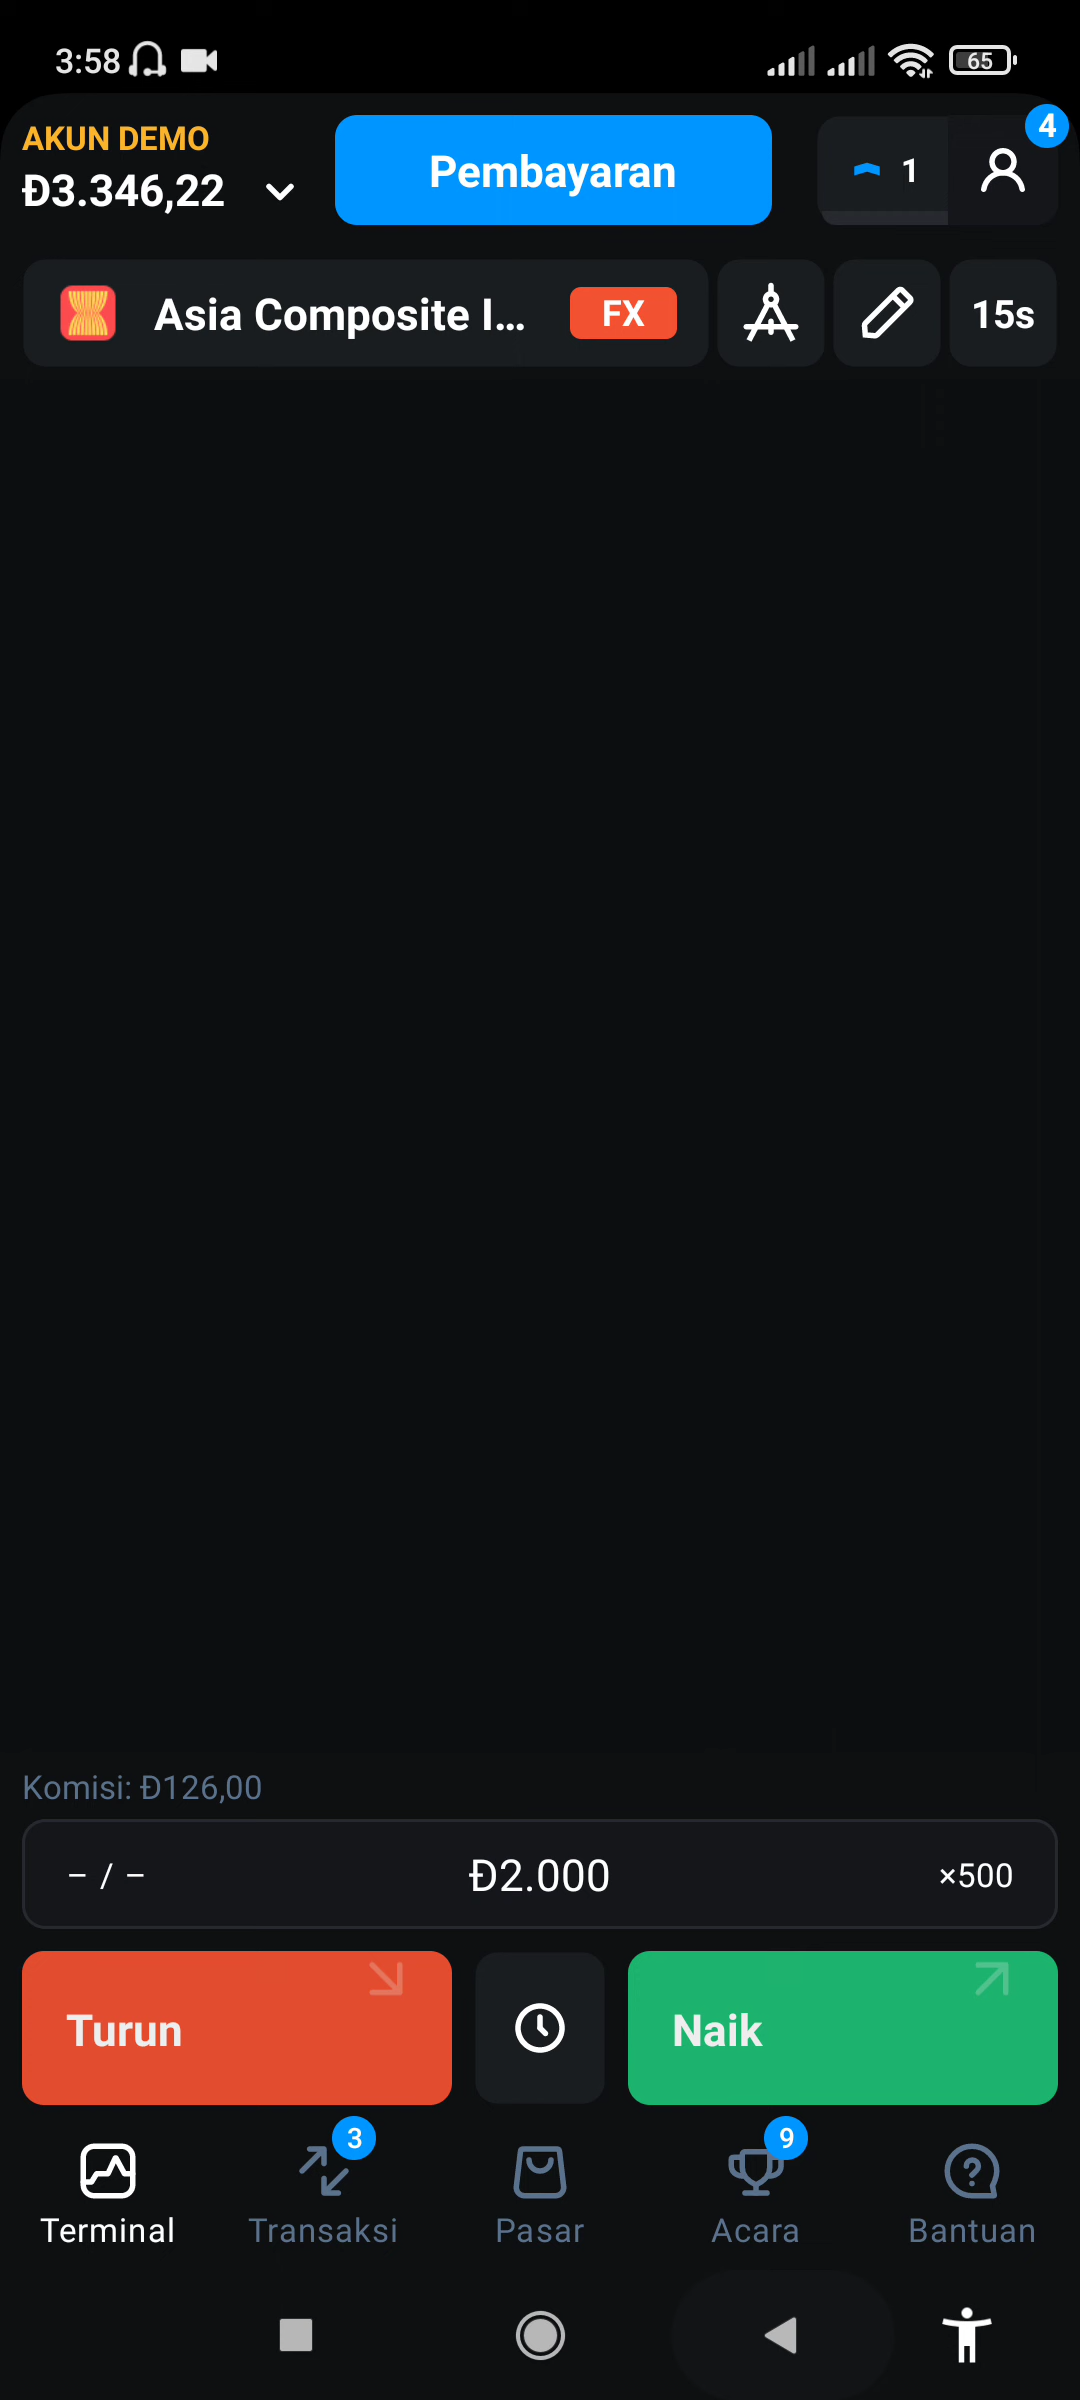 3:58
65
AKUN DEMO
Đ3.346,22
Pembayaran
1
4
Asia Composite I...
FX
15s
Komisi: Đ126,00
– / –
Đ2.000
×500
Turun
Naik
3
9
Terminal
Transaksi
Pasar
Acara
Bantuan